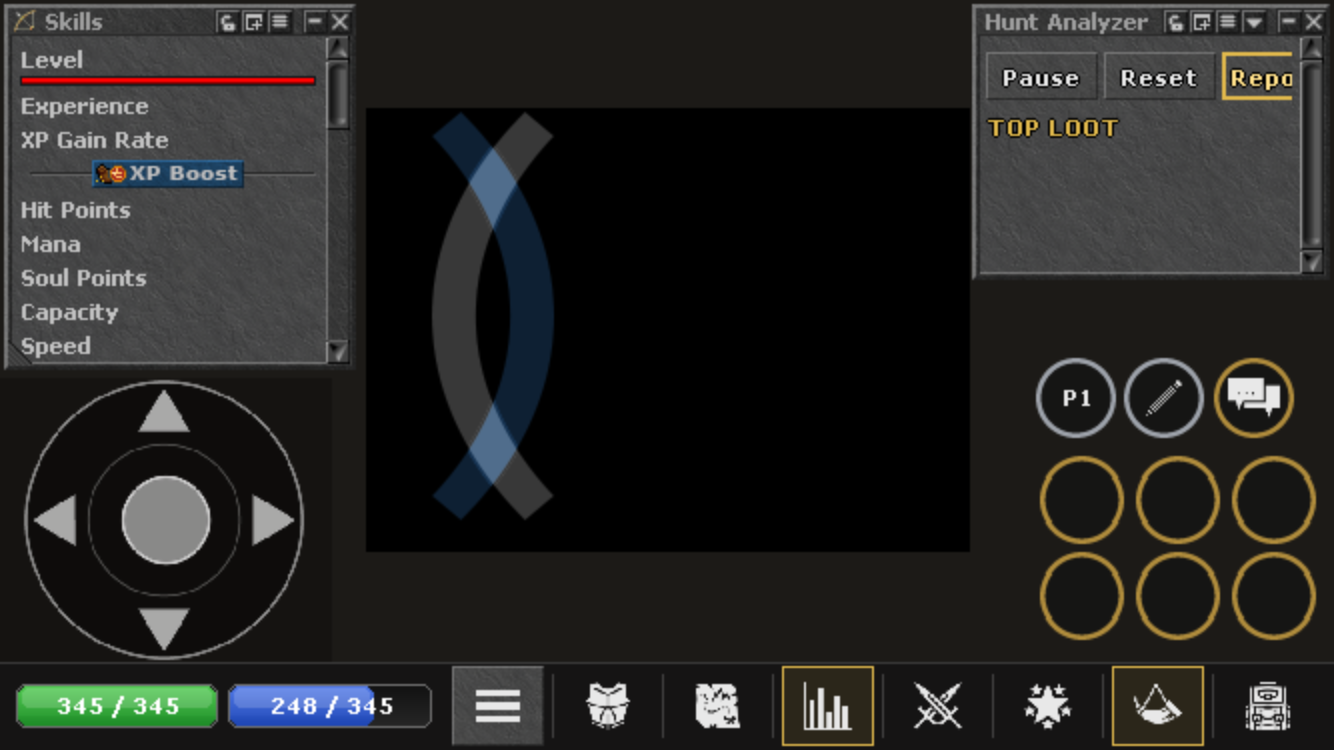 Skills
Level
Experience
XP Gain Rate
XP Boost
Hit Points
Mana
Soul Points
Capacity
Speed
Hunt Analyzer
Pause Reset Repo
TOP LOOT
P1
345 / 345 248 / 345